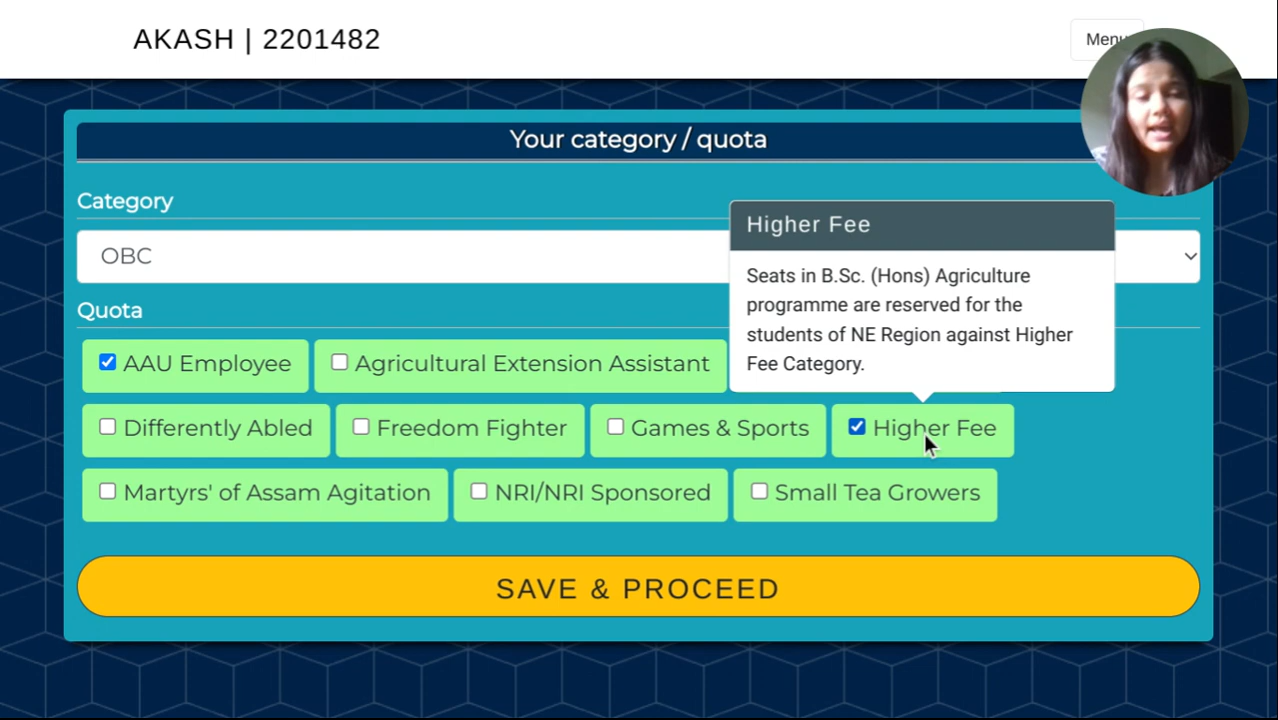 AKASH | 2201482
Your category / quota
Category
OBC
Higher Fee
Seats in B.Sc. (Hons) Agriculture
programme are reserved for the
students of NE Region against Higher
Fee Category.
Quota
AAU Employee
Agricultural Extension Assistant
Differently Abled
Freedom Fighter
Games & Sports
Higher Fee
Martyrs' of Assam Agitation
NRI/NRI Sponsored
Small Tea Growers
SAVE & PROCEED